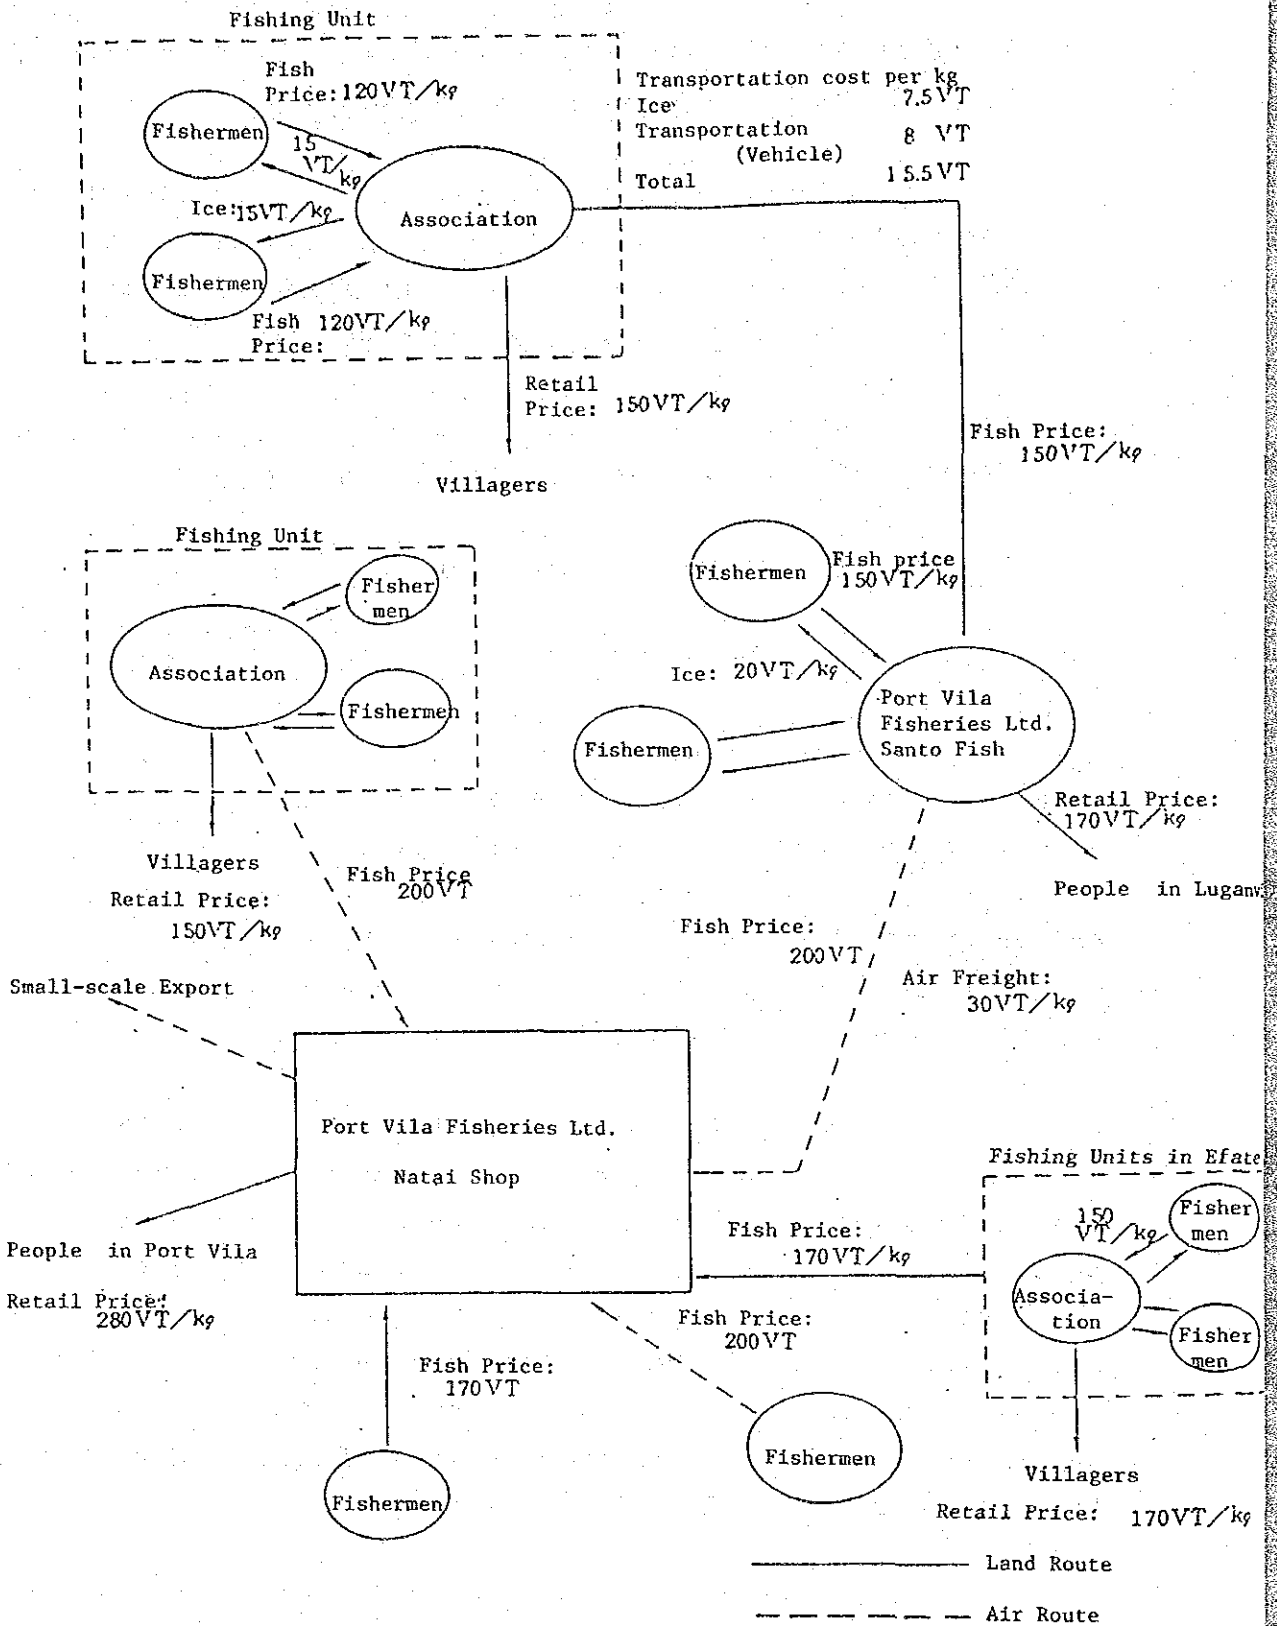 Fishing Unit
Fish
Price: 120VT/kg
Fishermen
15
VT/kg
Ice: 15VT/kg
Association
Fishermen
Fish 120VT/kg
Price:
Transportation cost per kg
Ice 7.5VT
Transportation 8 VT
(Vehicle)
Total 15.5VT
Retail
Price: 150VT/kg
Villagers
Fish Price:
150VT/kg
Fishing Unit
Fisher
men
Association
Fishermen
Villagers
Retail Price:
150VT/kg
Fish Price
200VT
Fishermen
Fish price
150VT/kg
Ice: 20VT/kg
Fishermen
Port Vila
Fisheries Ltd.
Santo Fish
Retail Price:
170VT/kg
People in Luganv
Fish Price:
200VT
Air Freight:
30VT/kg
Small-scale Export
Port Vila Fisheries Ltd.
Natai Shop
People in Port Vila
Retail Price:
280VT/kg
Fish Price:
170VT/kg
Fishing Units in Efate
150
VT/kg
Fisher
men
Associa-
tion
Fisher
men
Villagers
Retail Price: 170VT/kg
Fish Price:
170VT
Fishermen
Fish Price:
200VT
Fishermen
Land Route
Air Route